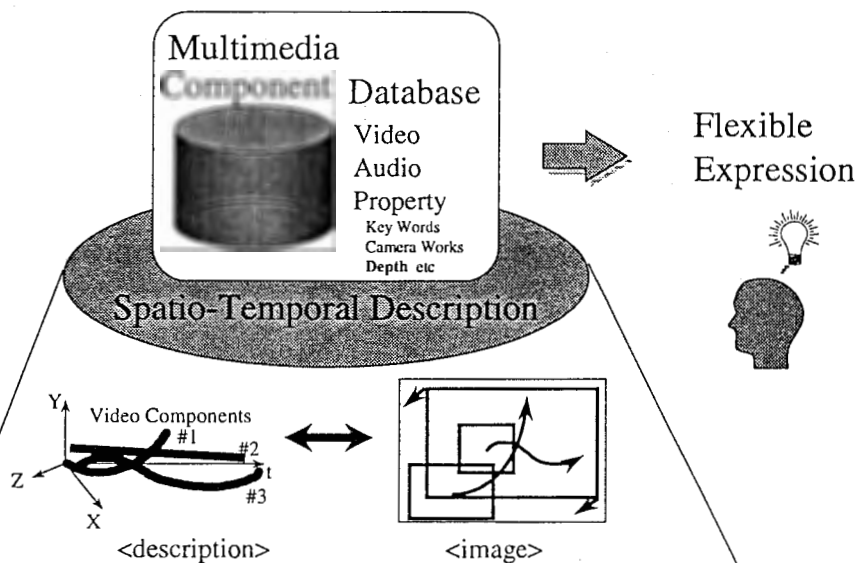 Multimedia
Component
Database
Video
Audio
Property
Key Words
Camera Works
Depth etc
Flexible
Expression
Spatio-Temporal Description
Y
Video Components
#1
#2
t
#3
Z
X
<description>
<image>